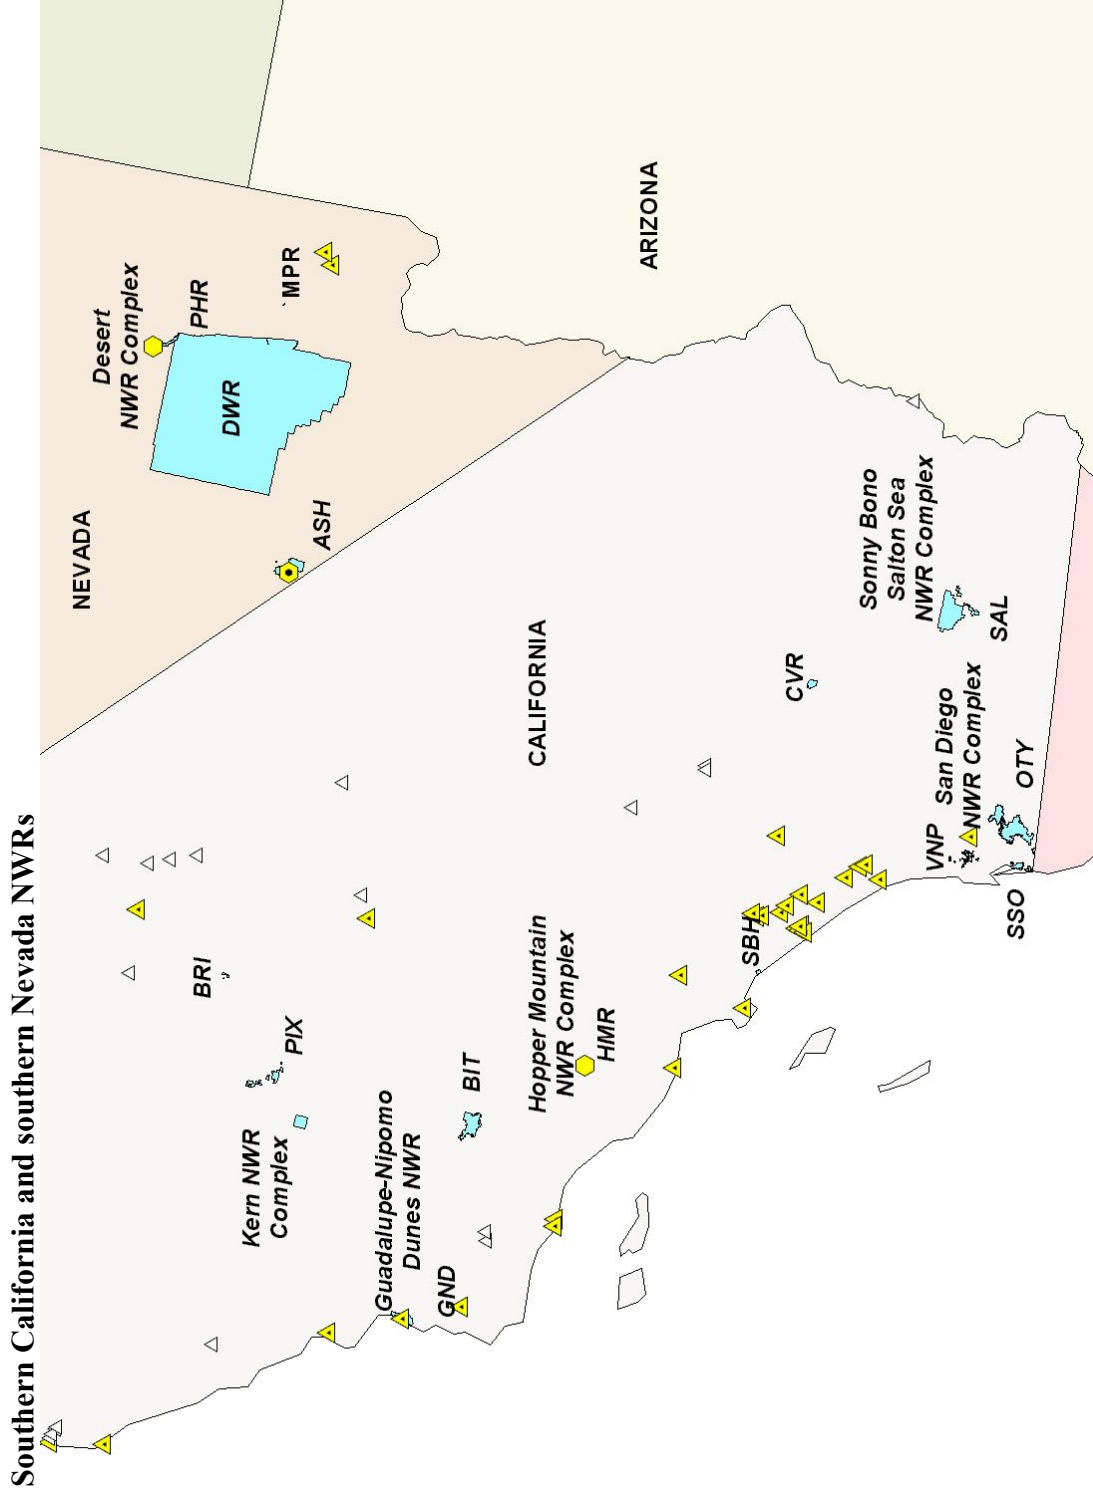 Southern California and southern Nevada NWRs
NEVADA
Desert
NWR Complex
PHR
MPR
DWR
ASH
ARIZONA
CALIFORNIA
BRI
PIX
Kern NWR
Complex
Guadalupe-Nipomo
Dunes NWR
GND
BIT
Hopper Mountain
NWR Complex
HMR
SBH
CVR
Sonny Bono
Salton Sea
NWR Complex
SAL
VNP
San Diego
NWR Complex
OTY
SSO